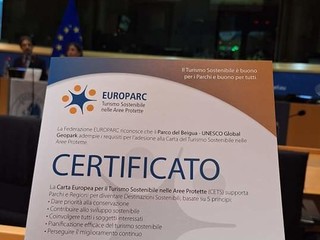 Il Turismo Sostenibile è buono
per i Parchi e buono per tutti
EUROPARC
Turismo Sostenibile
nelle Aree Protette
La Federazione EUROPARC riconosce che il Parco del Beigua - UNESCO Global
Geopark adempie i requisiti per l'adesione alla Carta del Turismo Sostenibile nelle
Aree Protette
CERTIFICATO
La Carta Europea per il Turismo Sostenibile nelle Aree Protette (CETS) supporta
Parchi e Regioni per diventare Destinazioni Sostenibili, basate su 5 principi:
• Dare priorità alla conservazione
• Contribuire allo sviluppo sostenibile
• Coinvolgere tutti i soggetti interessati
• Pianificazione efficace del turismo sostenibile
• Perseguire il miglioramento continuo